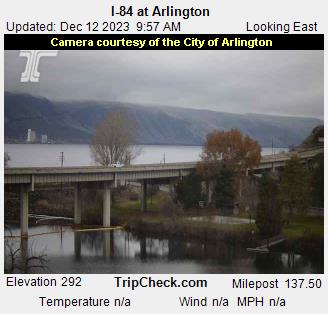 I-84 at Arlington
Updated: Dec 12 2023 9:57 AM Looking East
Camera courtesy of the City of Arlington
Elevation 292 TripCheck.com Milepost 137.50
Temperature n/a Wind n/a MPH n/a